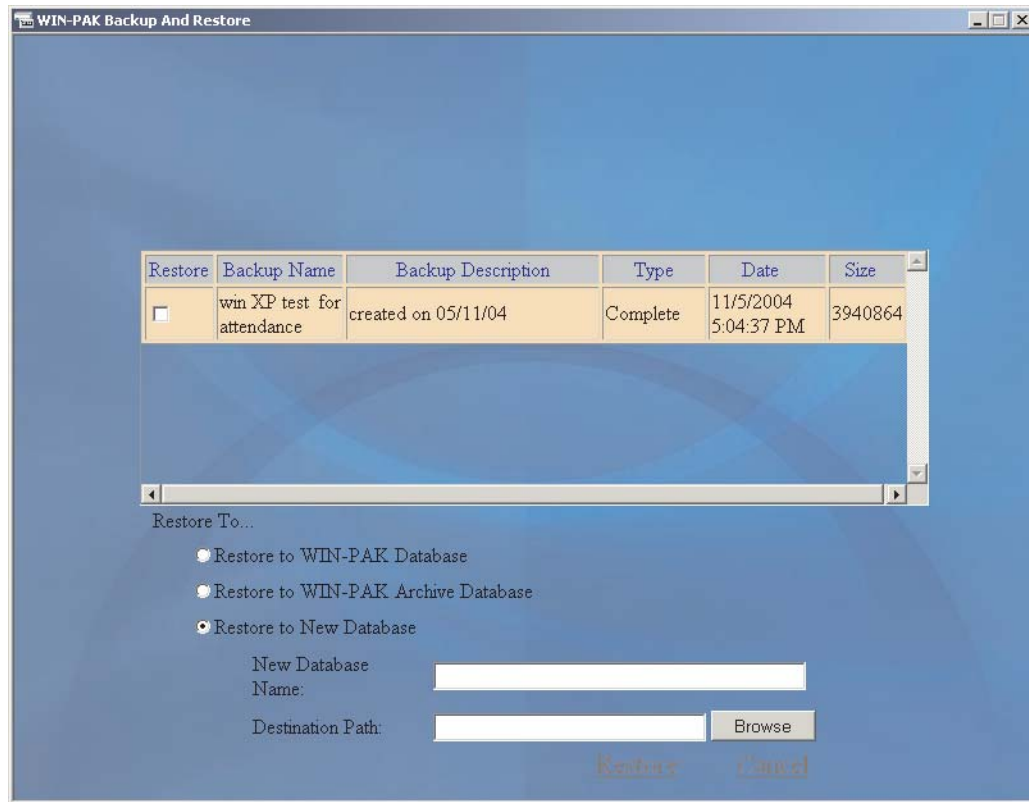 WIN-PAK Backup And Restore
Restore Backup Name Backup Description Type Date Size
win XP test for attendance created on 05/11/04 Complete 11/5/2004 5:04:37 PM 3940864
Restore To...
Restore to WIN-PAK Database
Restore to WIN-PAK Archive Database
Restore to New Database
New Database
Name:
Destination Path:
Browse
Restore Cancel